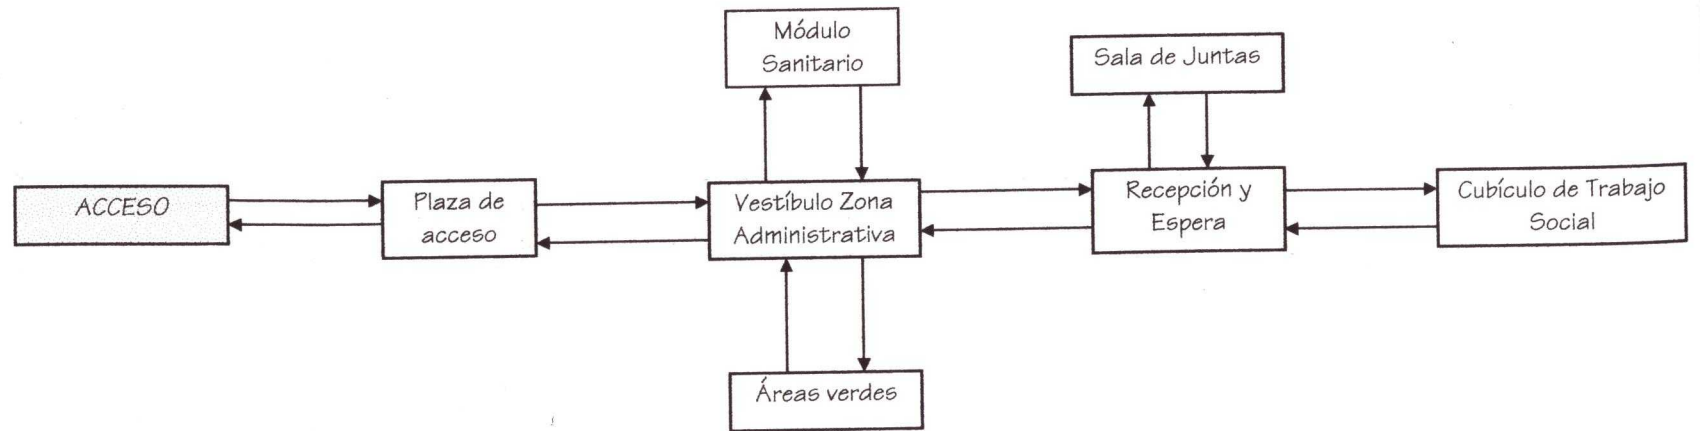 Módulo
Sanitario
Sala de Juntas
ACCESO
Plaza de
acceso
Vestíbulo Zona
Administrativa
Recepción y
Espera
Cubículo de Trabajo
Social
Áreas verdes